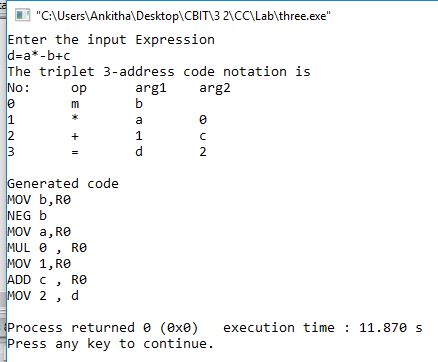 "C:\Users\Ankitha\Desktop\CBIT\3 2\CC\Lab\three.exe"
Enter the input Expression
d=a*-b+c
The triplet 3-address code notation is
No: op arg1 arg2
0 m b
1 * a 0
2 + 1 c
3 = d 2
Generated code
MOV b,R0
NEG b
MOV a,R0
MUL 0 , R0
MOV 1,R0
ADD c , R0
MOV 2 , d
Process returned 0 (0x0) execution time : 11.870 s
Press any key to continue.